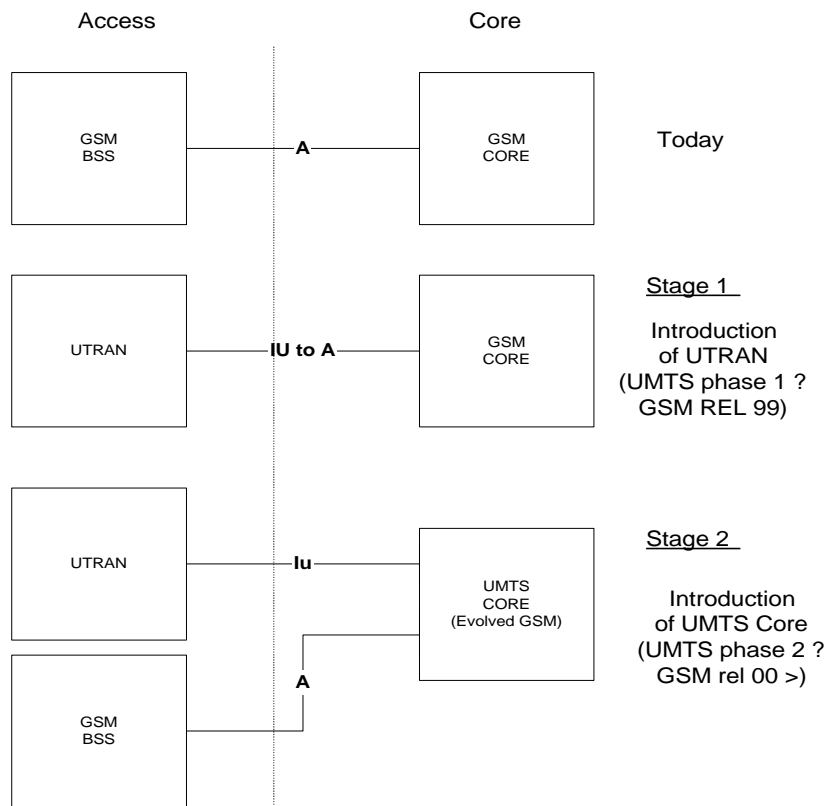 Access
Core
GSM
BSS
A
GSM
CORE
Today
UTRAN
IU to A
GSM
CORE
Stage 1
Introduction
of UTRAN
(UMTS phase 1 ?
GSM REL 99)
UTRAN
Iu
UMTS
CORE
(Evolved GSM)
Stage 2
Introduction
of UMTS Core
(UMTS phase 2 ?
GSM rel 00 >)
A
GSM
BSS